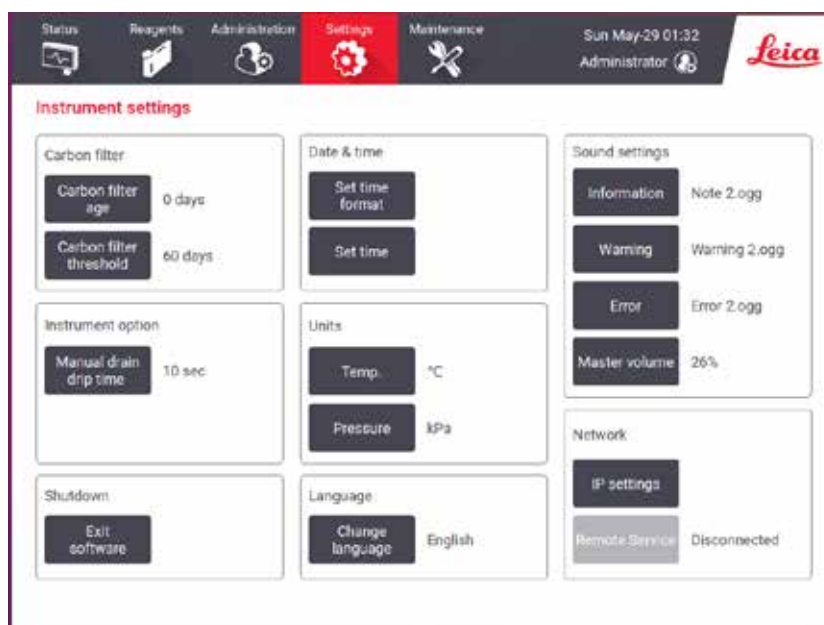 Status
Reagents
Administration
Settings
Maintenance
Sun May-29 01:32
Administrator
Leica
Instrument settings
Carbon filter
Carbon filter
age
0 days
Carbon filter
threshold
60 days
Date & time
Set time
format
Set time
Sound settings
Information
Note 2.ogg
Warning
Warning 2.ogg
Error
Error 2.ogg
Master volume
26%
Instrument option
Manual drain
drip time
10 sec
Units
Temp.
°C
Pressure
kPa
Network
IP settings
Remote Service
Disconnected
Shutdown
Exit
software
Language
Change
language
English